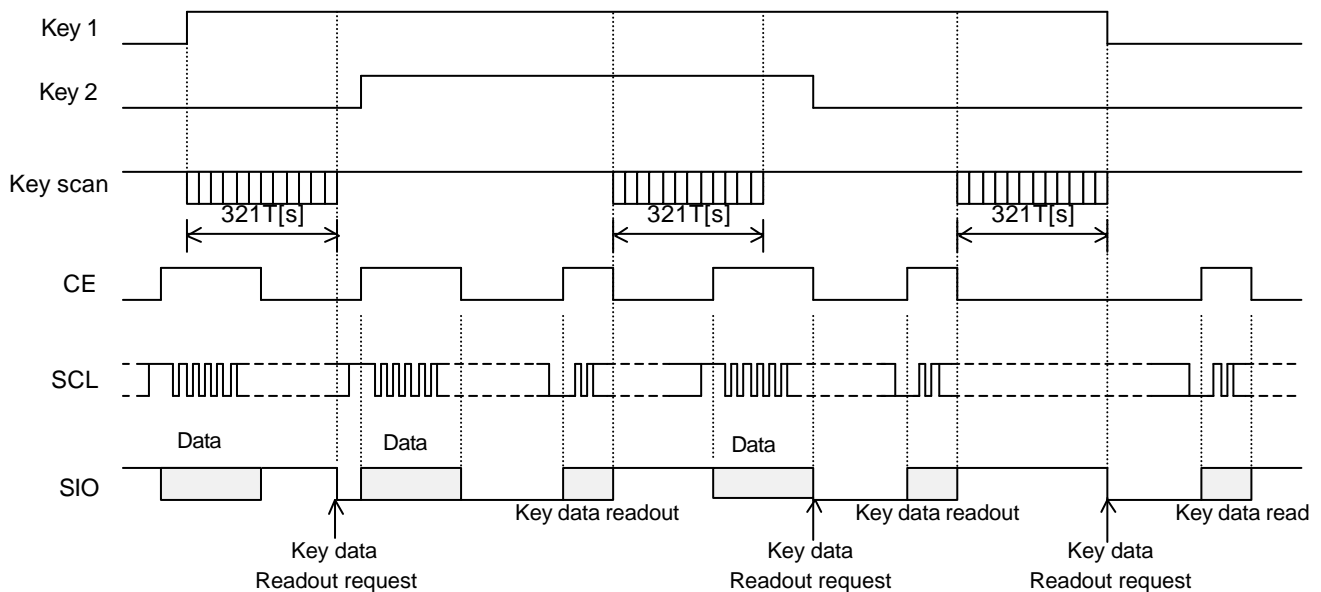 Key 1
Key 2
Key scan
321T[s] 321T[s] 321T[s]
CE
SCL
Data Data Data
SIO
Key data readout Key data readout Key data read
Key data Key data Key data
Readout request Readout request Readout request